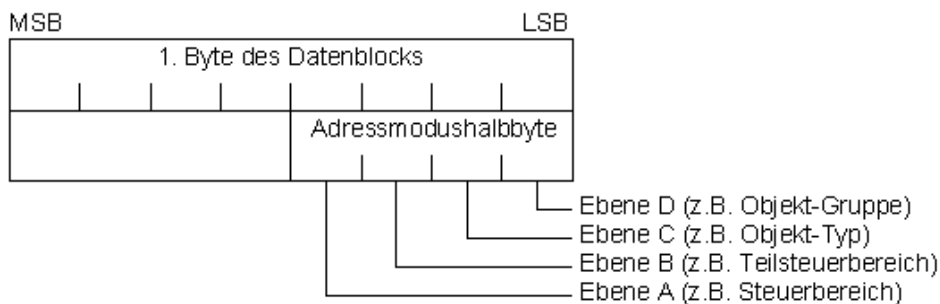 MSB LSB
1. Byte des Datenblocks
Adressmodushalbbyte
Ebene D (z.B. Objekt-Gruppe)
Ebene C (z.B. Objekt-Typ)
Ebene B (z.B. Teilsteuerbereich)
Ebene A (z.B. Steuerbereich)